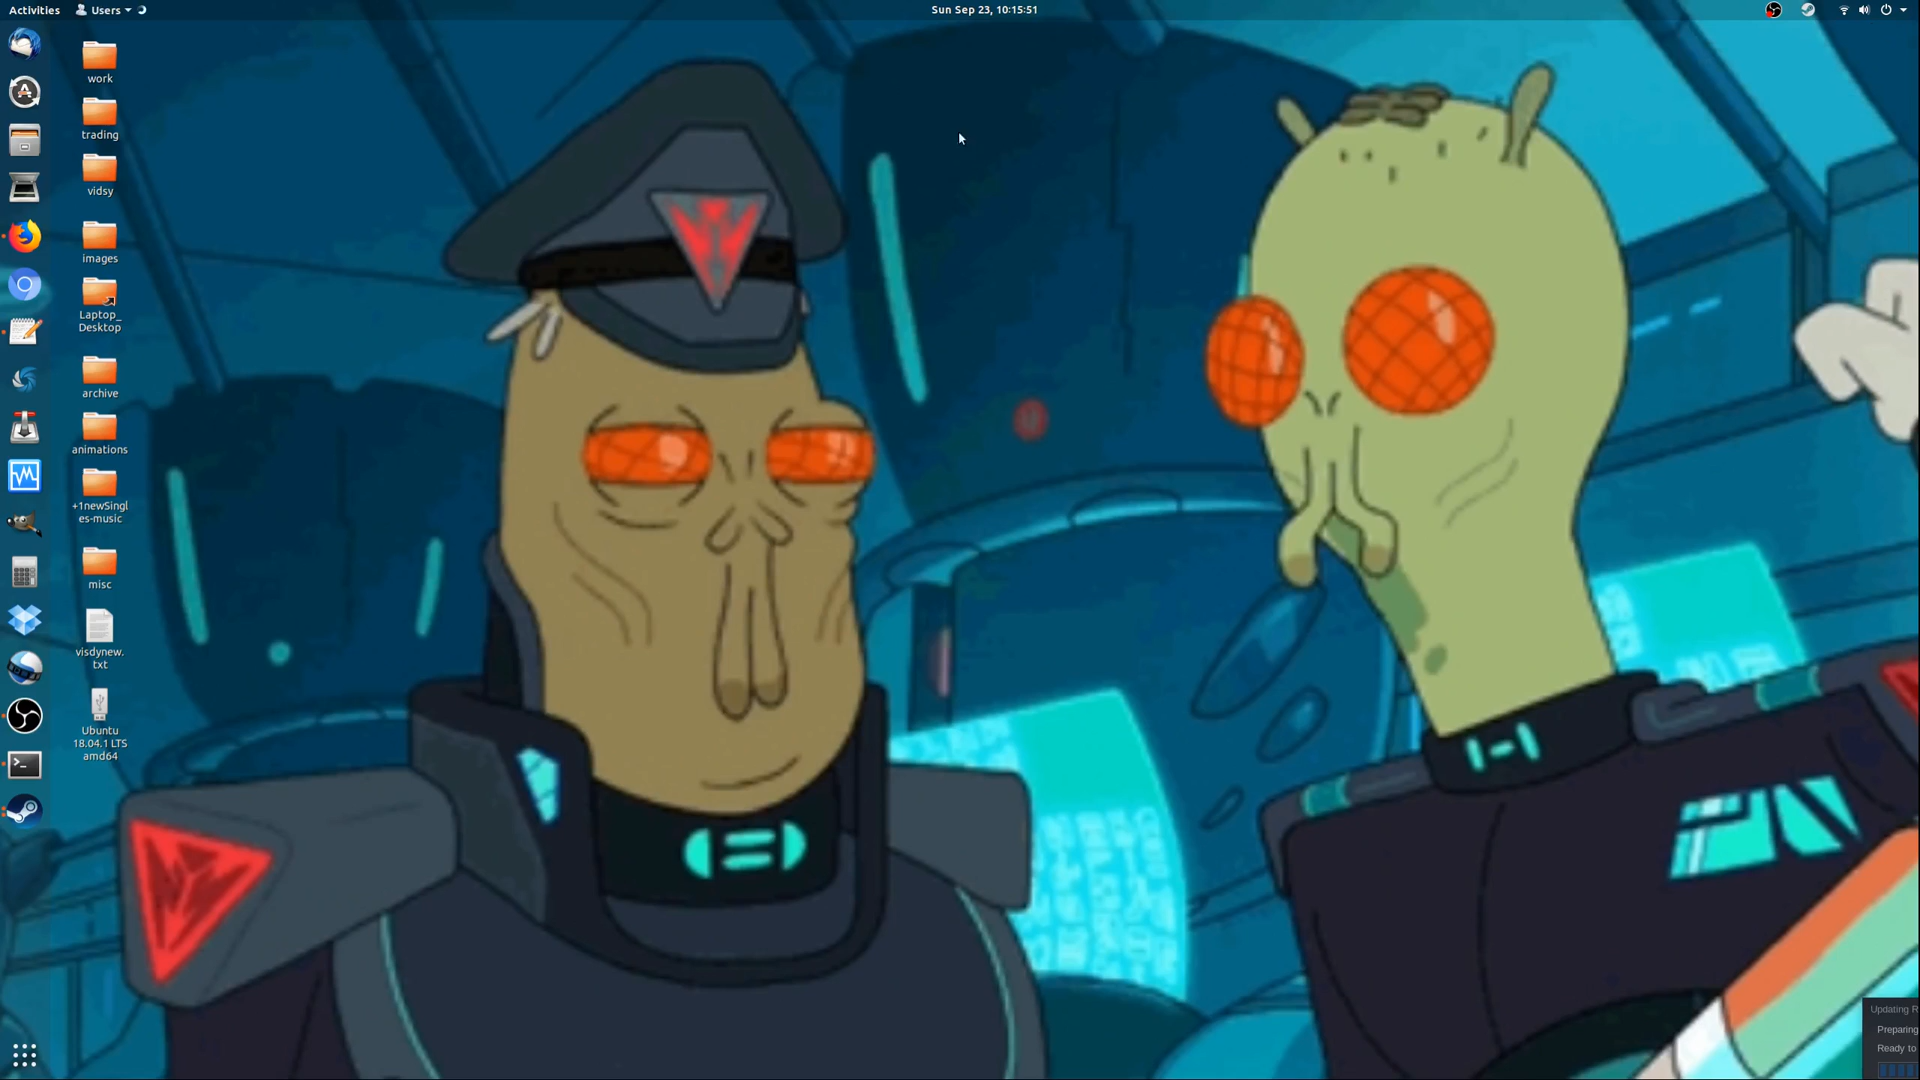 Activities
Users
Sun Sep 23, 10:15:51
work
trading
vidsy
images
Laptop_
Desktop
archive
animations
+1newSingl
es-music
misc
visdynew.
txt
Ubuntu
18.04.1 LTS
amd64
Updating R
Preparing
Ready to